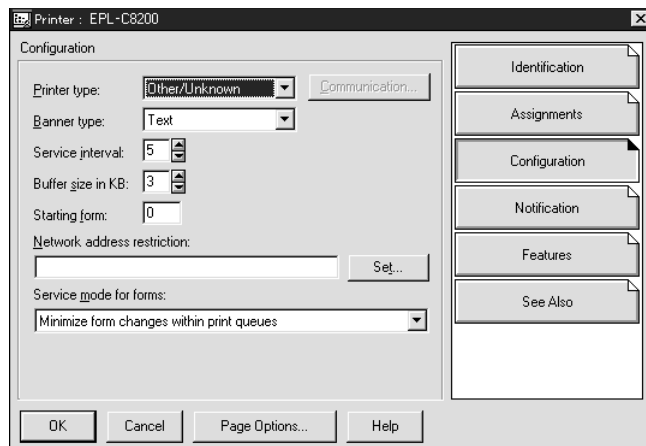 Printer : EPL-C8200
Configuration
Printer type: Other/Unknown Communication...
Banner type: Text
Service interval: 5
Buffer size in KB: 3
Starting form: 0
Network address restriction:
Set...
Service mode for forms:
Minimize form changes within print queues
Identification
Assignments
Configuration
Notification
Features
See Also
OK Cancel Page Options... Help